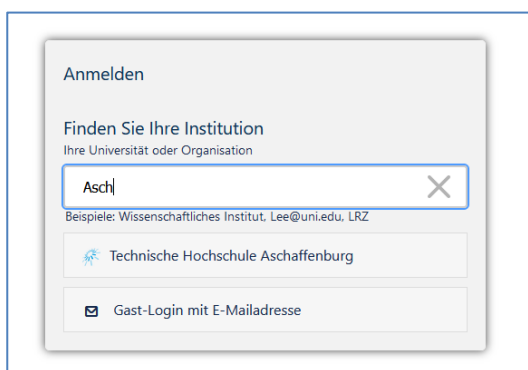 Anmelden
Finden Sie Ihre Institution
Ihre Universität oder Organisation
Asch
Beispiele: Wissenschaftliches Institut, Lee@uni.edu, LRZ
Technische Hochschule Aschaffenburg
Gast-Login mit E-Mailadresse